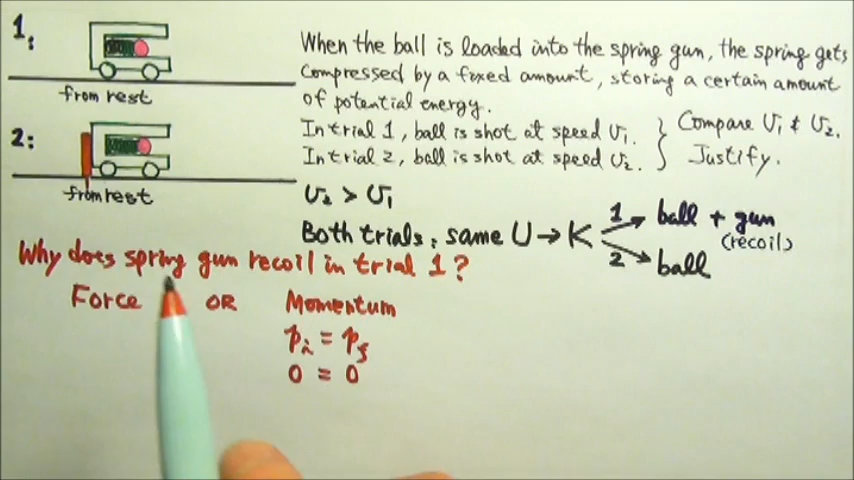 1:
from rest
2:
from rest
When the ball is loaded into the spring gun, the spring gets
compressed by a fixed amount, storing a certain amount
of potential energy.
In trial 1, ball is shot at speed v₁.
In trial 2, ball is shot at speed v₂.
} Compare v₁ & v₂.
Justify.
v₂ > v₁
Both trials: same U → K
1 ball + gun
(recoil)
2 ball
Why does spring gun recoil in trial 1?
Force OR Momentum
pᵢ = p_f
0 = 0